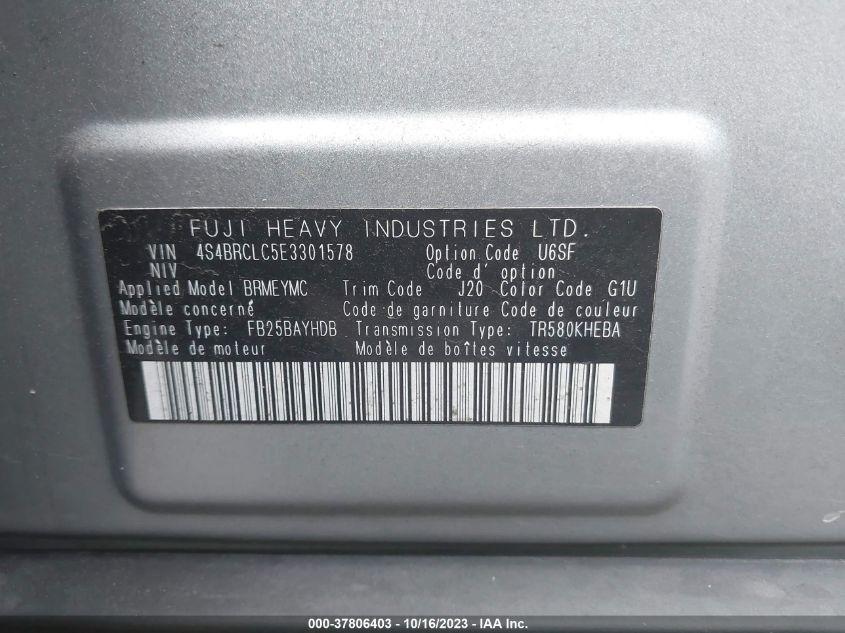 FUJI HEAVY INDUSTRIES LTD.
VIN 4S4BRCLC5E3301578 Option Code U6SF
NIV Code d' option
Applied Model BRMEYMC Trim Code J20 Color Code G1U
Modèle concerné Code de garniture Code de couleur
Engine Type: FB25BAYHDB Transmission Type: TR580KHEBA
Modèle de moteur Modèle de boîtes vitesse
000-37806403 - 10/16/2023 - IAA Inc.